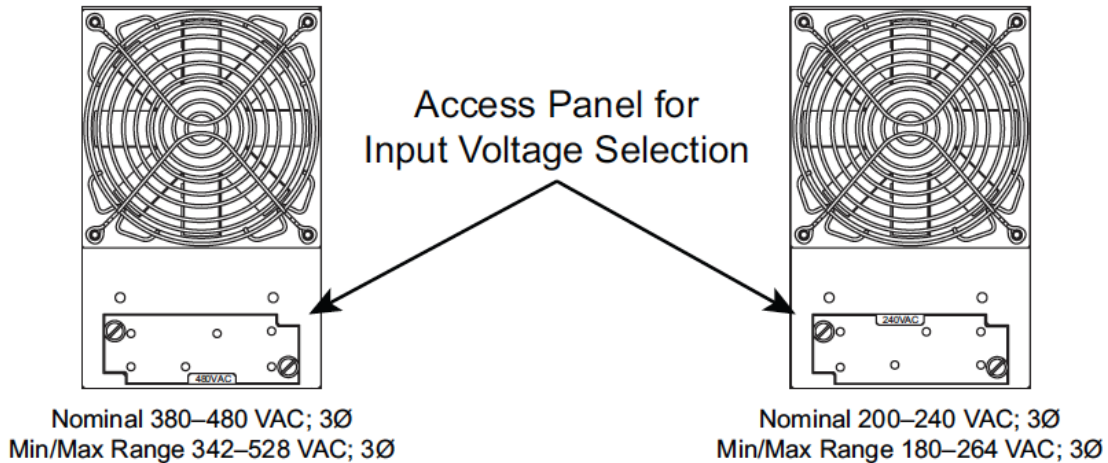 Access Panel for
Input Voltage Selection
480VAC
240VAC
Nominal 380–480 VAC; 3Ø
Min/Max Range 342–528 VAC; 3Ø
Nominal 200–240 VAC; 3Ø
Min/Max Range 180–264 VAC; 3Ø